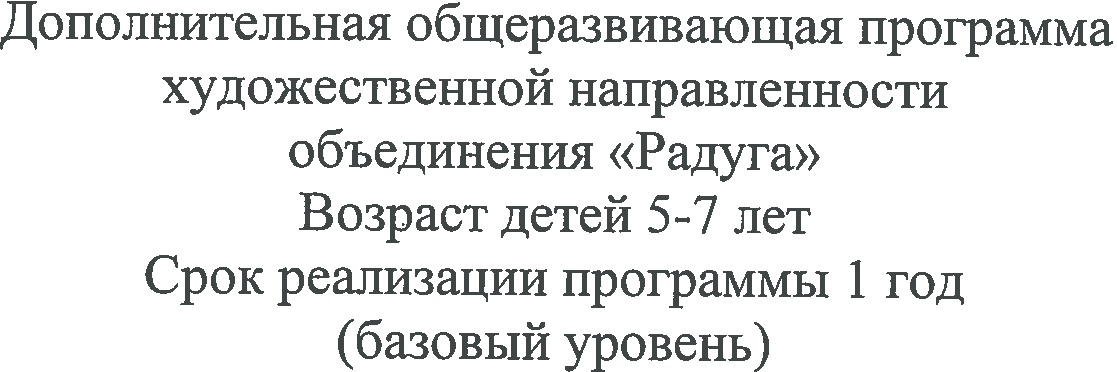 Дополнительная общеразвивающая программа
художественной направленности
объединения «Радуга»
Возраст детей 5-7 лет
Срок реализации программы 1 год
(базовый уровень)